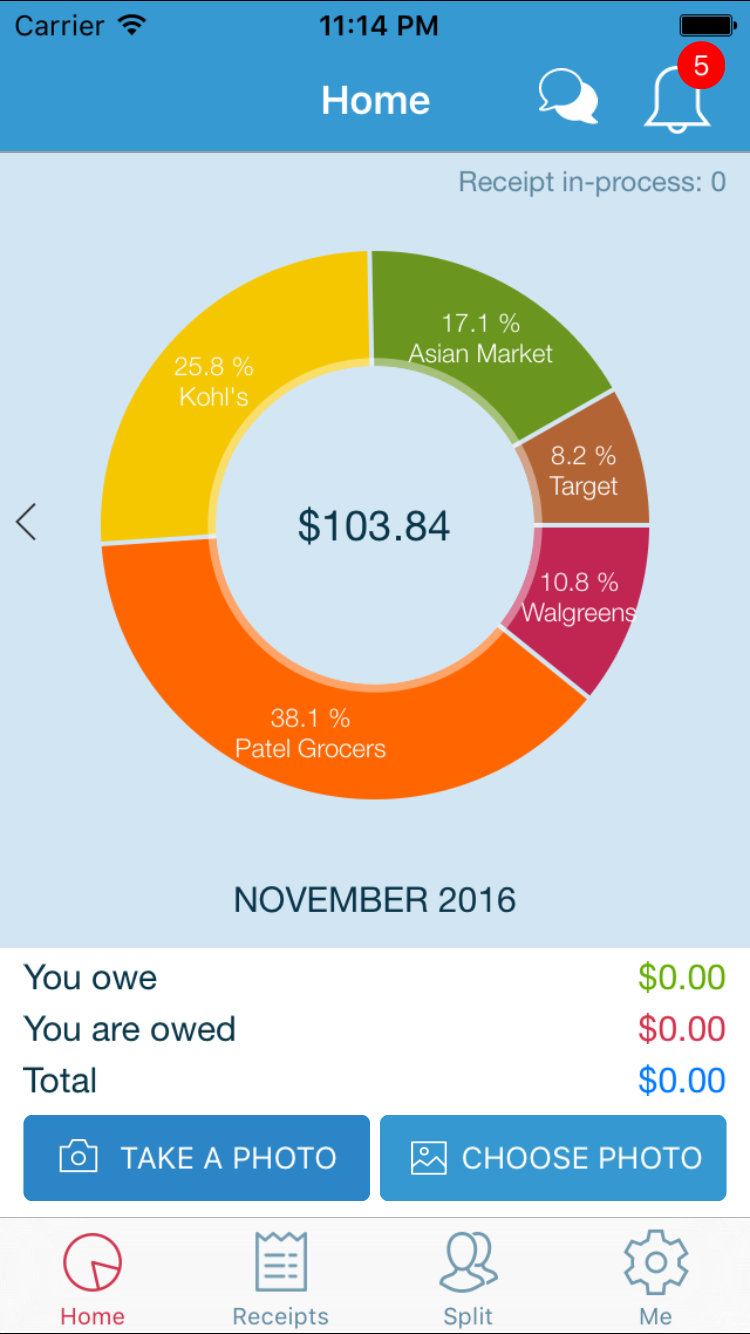 Carrier 11:14 PM
Home
5
Receipt in-process: 0
17.1 %
Asian Market
25.8 %
Kohl's
8.2 %
Target
$103.84
10.8 %
Walgreens
38.1 %
Patel Grocers
NOVEMBER 2016
You owe $0.00
You are owed $0.00
Total $0.00
TAKE A PHOTO CHOOSE PHOTO
Home Receipts Split Me